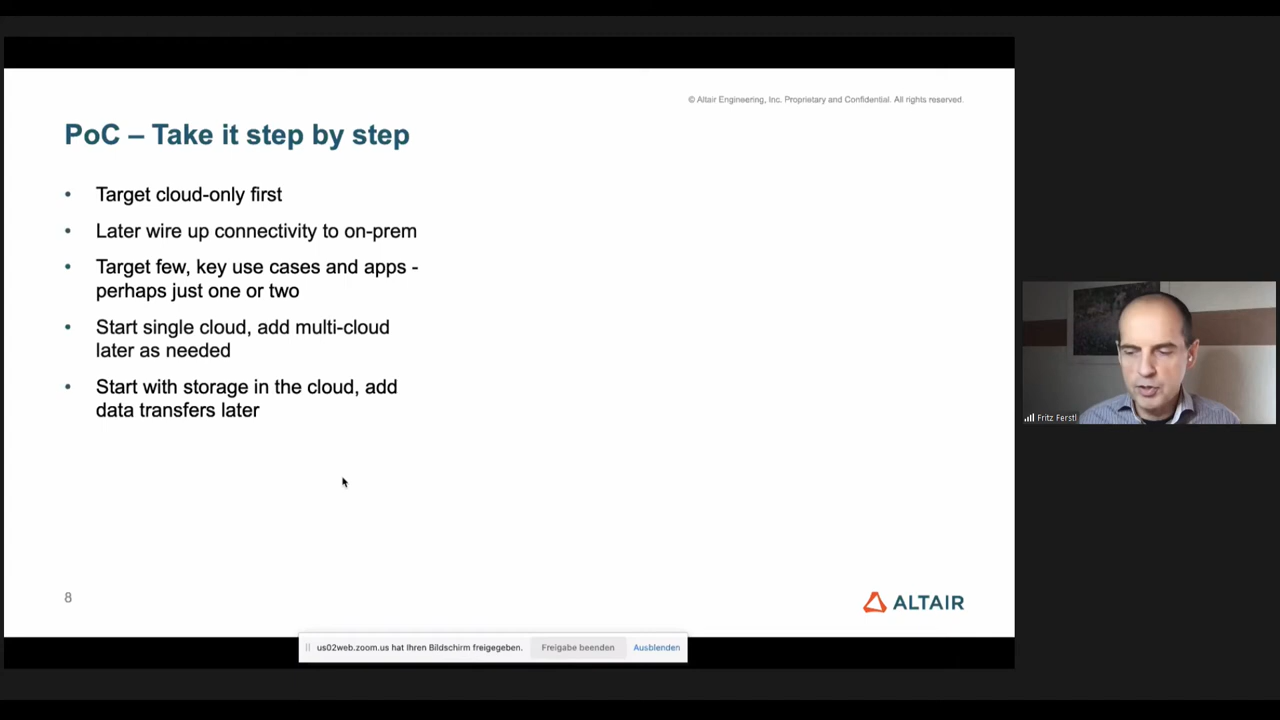 © Altair Engineering, Inc. Proprietary and Confidential. All rights reserved.
PoC – Take it step by step
• Target cloud-only first
• Later wire up connectivity to on-prem
• Target few, key use cases and apps -
perhaps just one or two
• Start single cloud, add multi-cloud
later as needed
• Start with storage in the cloud, add
data transfers later
Fritz Ferstl
8
ALTAIR
us02web.zoom.us hat Ihren Bildschirm freigegeben. Freigabe beenden Ausblenden